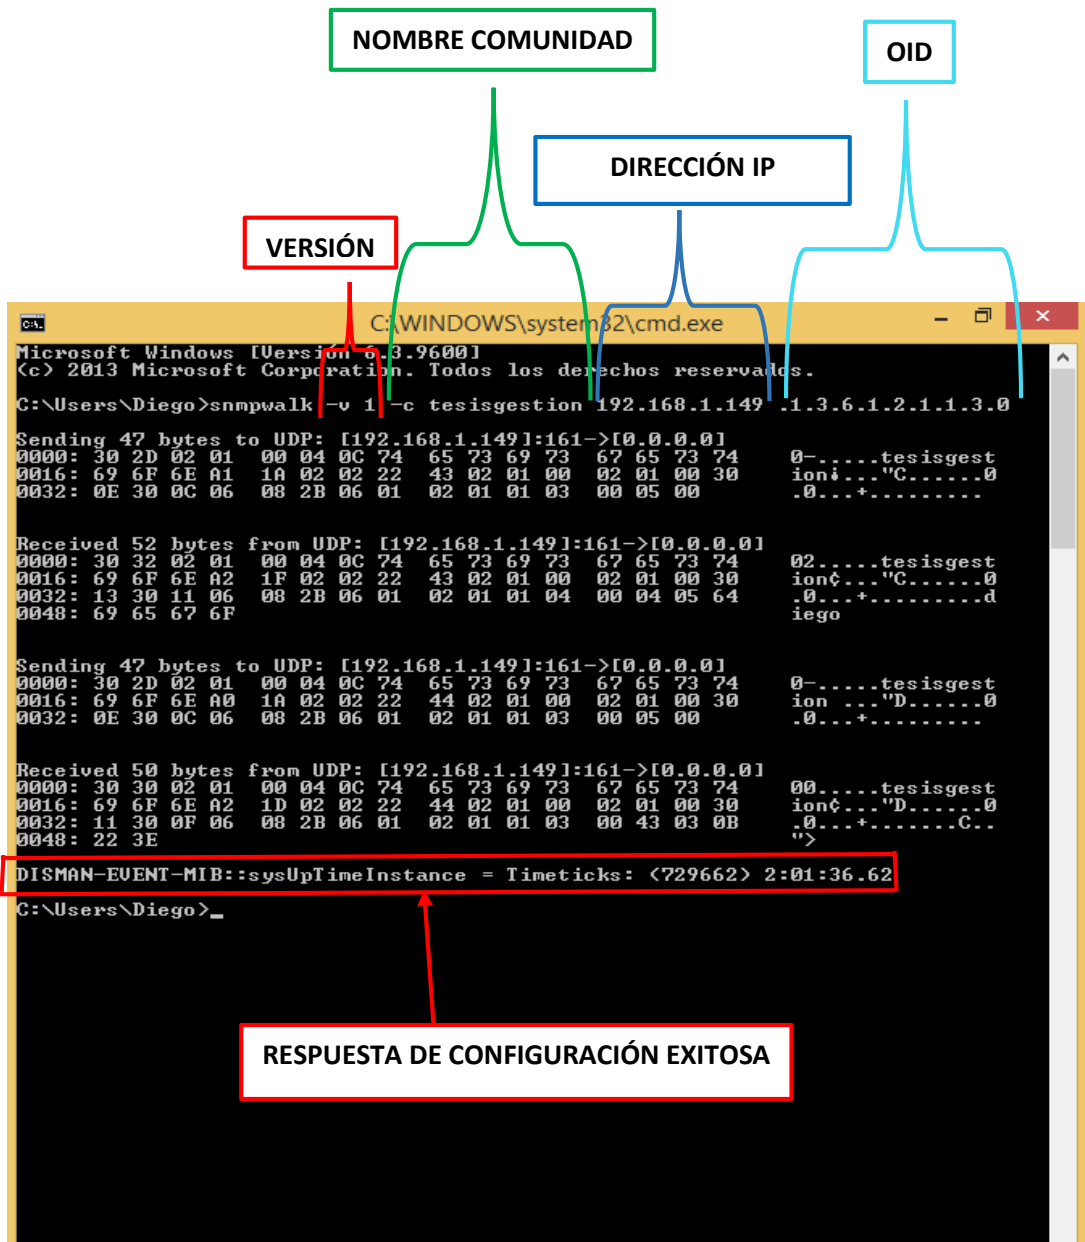 NOMBRE COMUNIDAD
OID
DIRECCIÓN IP
VERSIÓN
C:\WINDOWS\system32\cmd.exe
Microsoft Windows [Versión 6.3.9600]
(c) 2013 Microsoft Corporation. Todos los derechos reservados.
C:\Users\Diego>snmpwalk -v 1 -c tesisgestion 192.168.1.149 .1.3.6.1.2.1.1.3.0
Sending 47 bytes to UDP: [192.168.1.149]:161->[0.0.0.0]
0000: 30 2D 02 01 00 04 0C 74 65 73 69 73 67 65 73 74 0-.....tesisgest
0016: 69 6F 6E A1 1A 02 02 22 43 02 01 00 02 01 00 30 ioní..."C......0
0032: 0E 30 0C 06 08 2B 06 01 02 01 01 03 00 05 00 .0...+.........
Received 52 bytes from UDP: [192.168.1.149]:161->[0.0.0.0]
0000: 30 32 02 01 00 04 0C 74 65 73 69 73 67 65 73 74 02.....tesisgest
0016: 69 6F 6E A2 1F 02 02 22 43 02 01 00 02 01 00 30 ion¢..."C......0
0032: 13 30 11 06 08 2B 06 01 02 01 01 04 00 04 05 64 .0...+.........d
0048: 69 65 67 6F iego
Sending 47 bytes to UDP: [192.168.1.149]:161->[0.0.0.0]
0000: 30 2D 02 01 00 04 0C 74 65 73 69 73 67 65 73 74 0-.....tesisgest
0016: 69 6F 6E A0 1A 02 02 22 44 02 01 00 02 01 00 30 ion ..."D......0
0032: 0E 30 0C 06 08 2B 06 01 02 01 01 03 00 05 00 .0...+.........
Received 50 bytes from UDP: [192.168.1.149]:161->[0.0.0.0]
0000: 30 30 02 01 00 04 0C 74 65 73 69 73 67 65 73 74 00.....tesisgest
0016: 69 6F 6E A2 1D 02 02 22 44 02 01 00 02 01 00 30 ion¢..."D......0
0032: 11 30 0F 06 08 2B 06 01 02 01 01 03 00 43 03 0B .0...+.......C..
0048: 22 3E ">
DISMAN-EVENT-MIB::sysUpTimeInstance = Timeticks: (729662) 2:01:36.62
C:\Users\Diego>_
RESPUESTA DE CONFIGURACIÓN EXITOSA